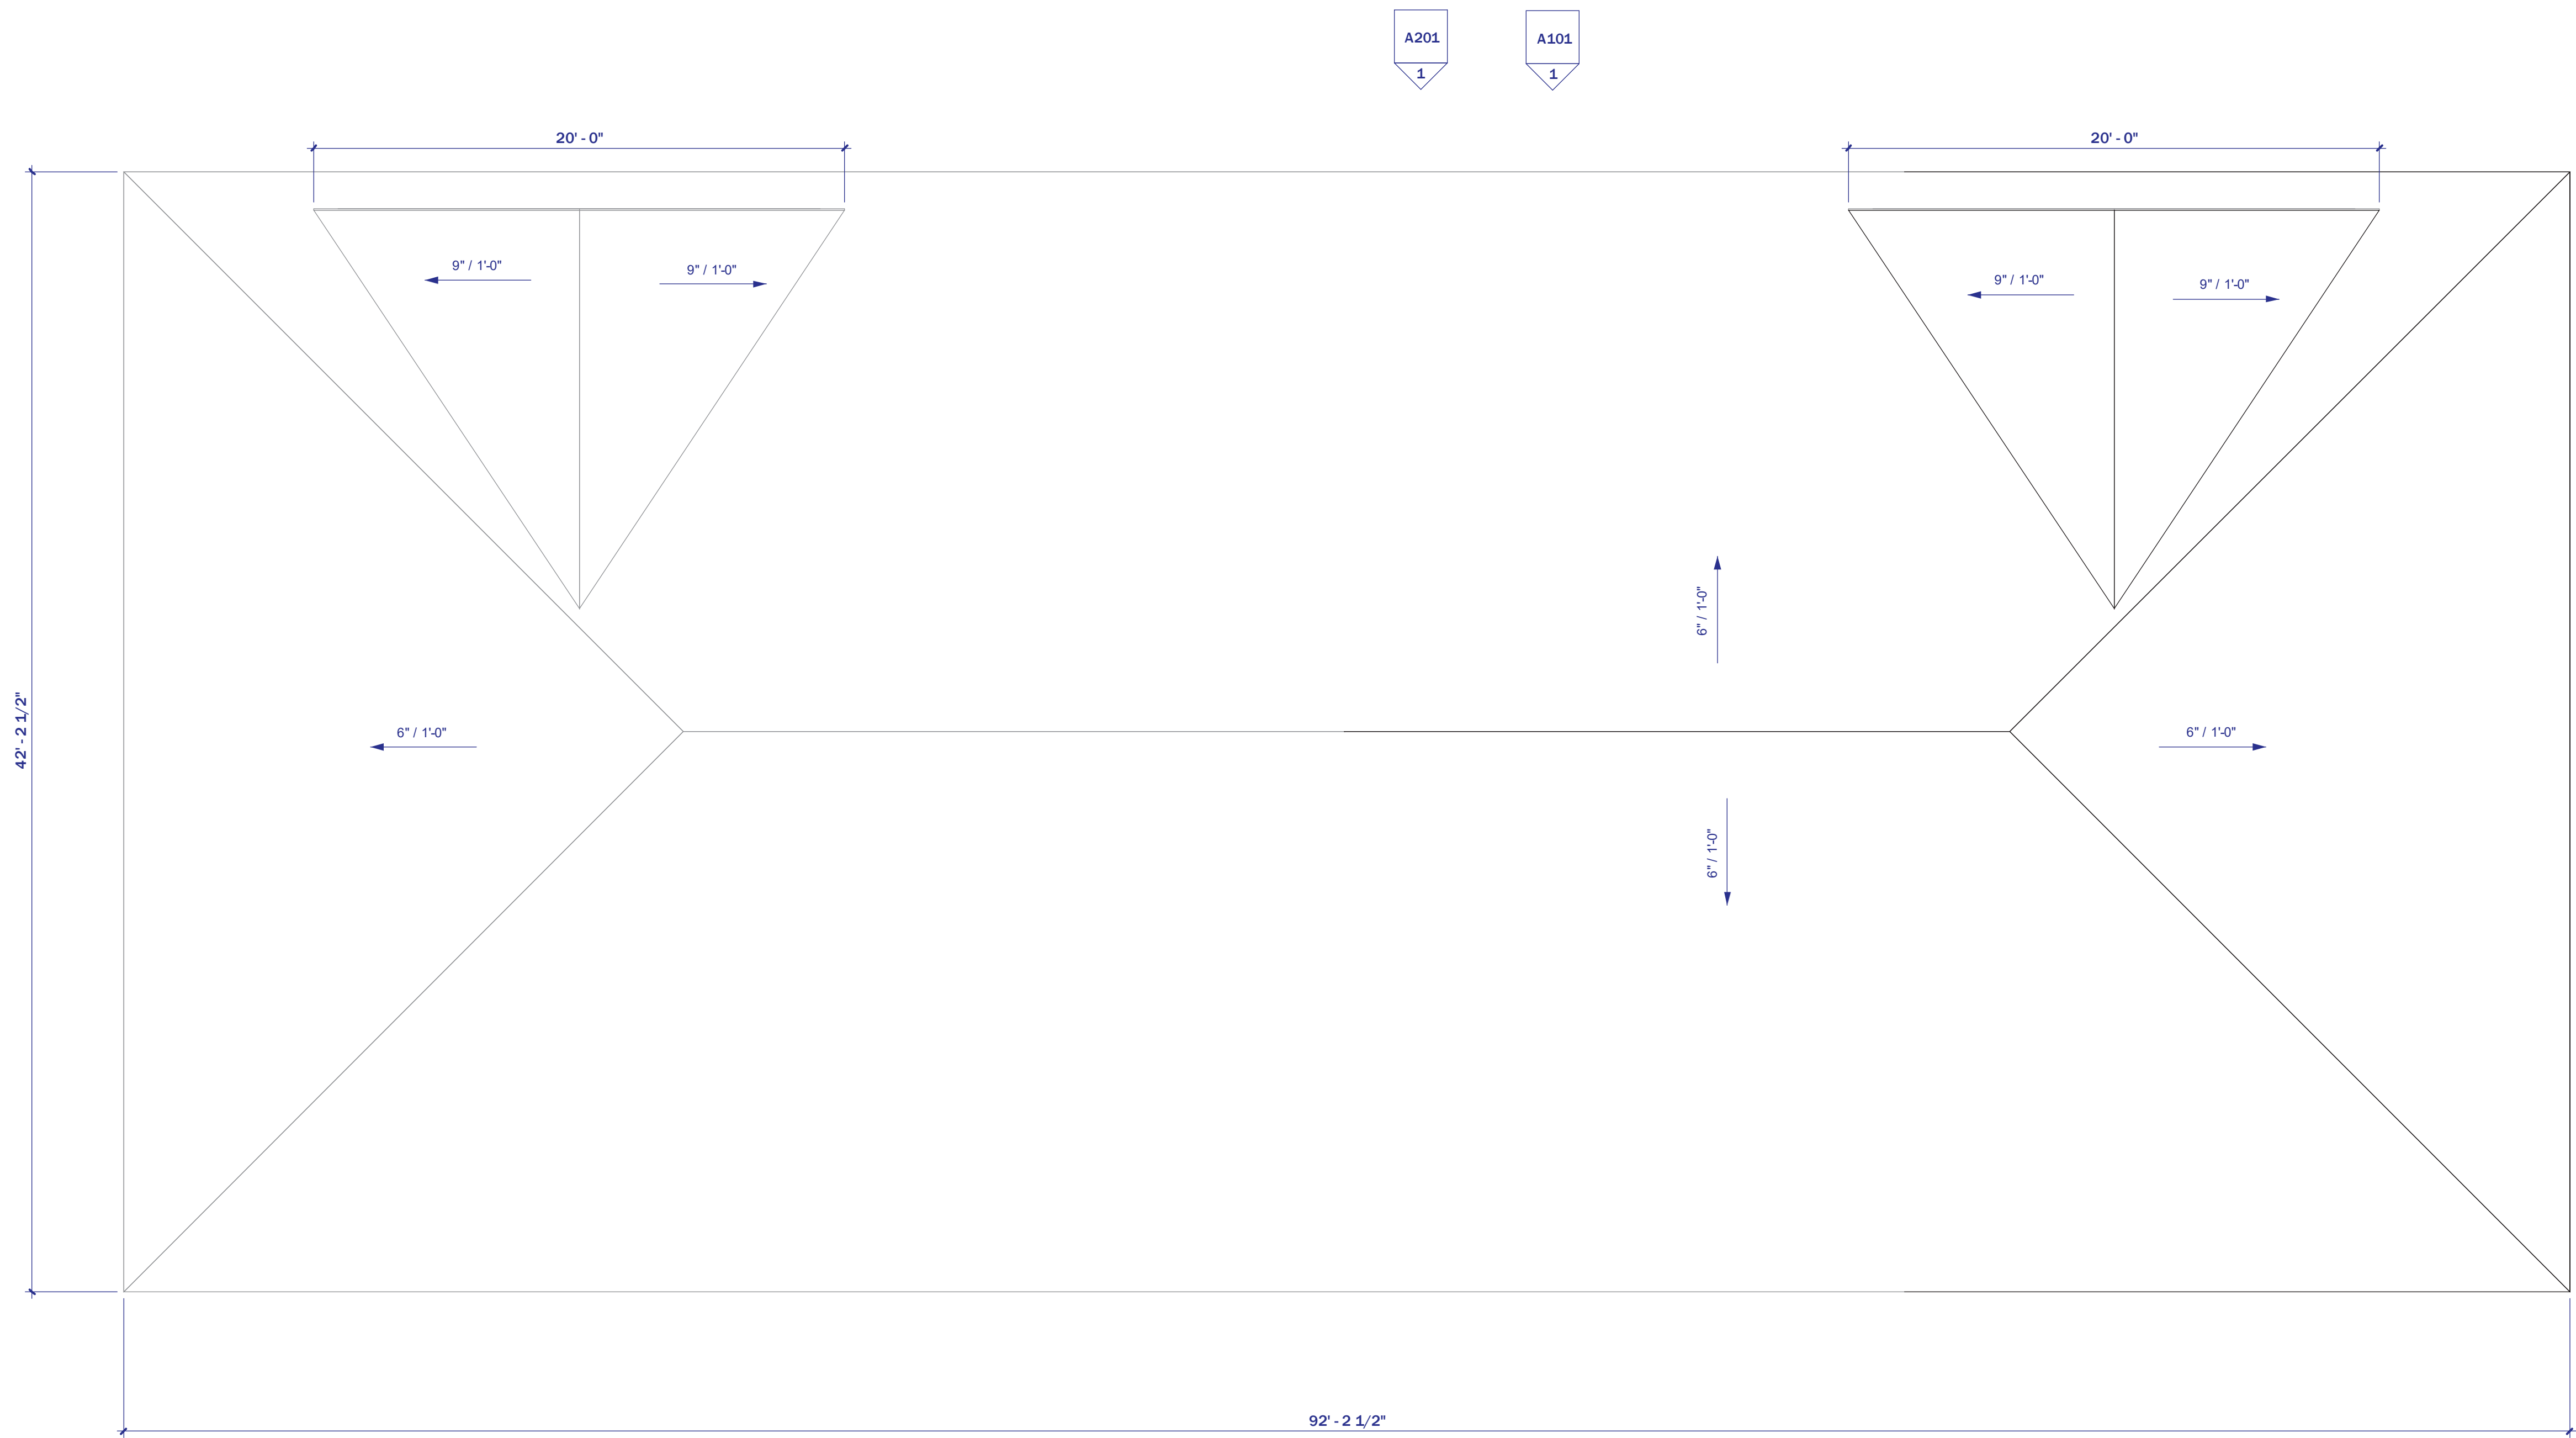 A201
1
A101
1
20' - 0"
20' - 0"
9" / 1'-0"
9" / 1'-0"
9" / 1'-0"
9" / 1'-0"
6" / 1'-0"
42' - 2 1/2"
6" / 1'-0"
6" / 1'-0"
6" / 1'-0"
92' - 2 1/2"